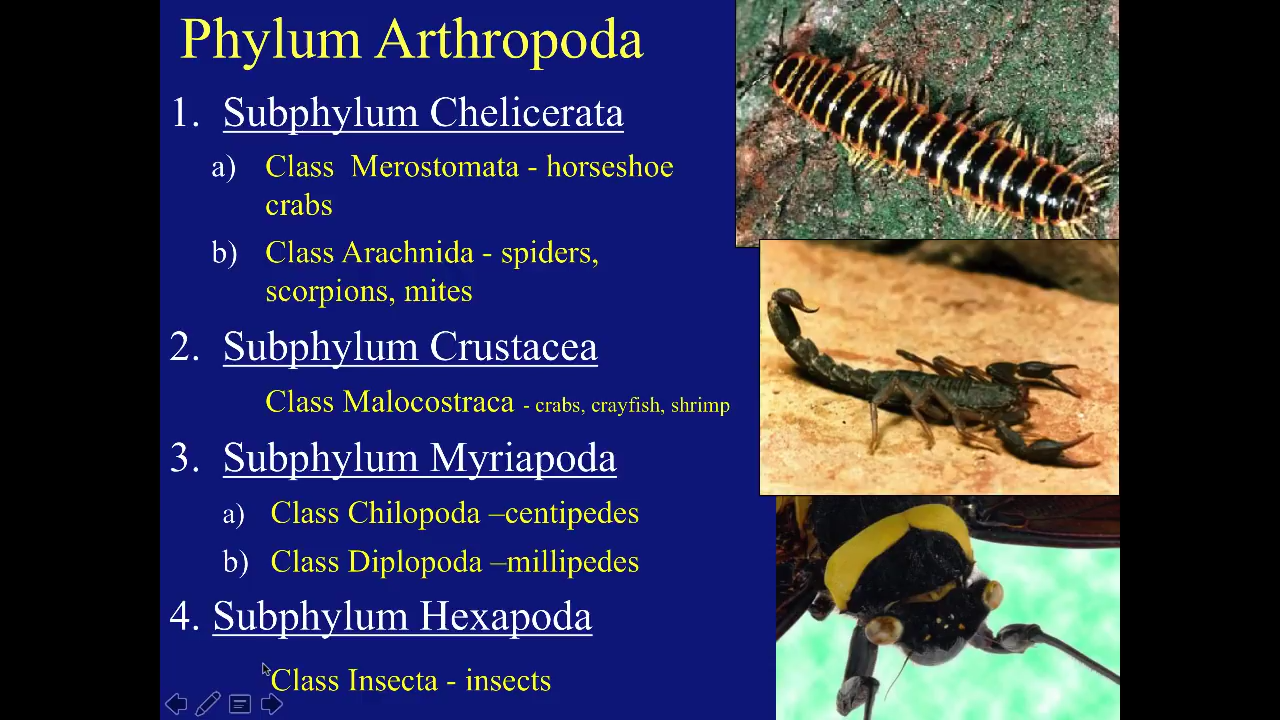 Phylum Arthropoda
1. Subphylum Chelicerata
a) Class Merostomata - horseshoe
crabs
b) Class Arachnida - spiders,
scorpions, mites
2. Subphylum Crustacea
Class Malocostraca - crabs, crayfish, shrimp
3. Subphylum Myriapoda
a) Class Chilopoda –centipedes
b) Class Diplopoda –millipedes
4. Subphylum Hexapoda
Class Insecta - insects